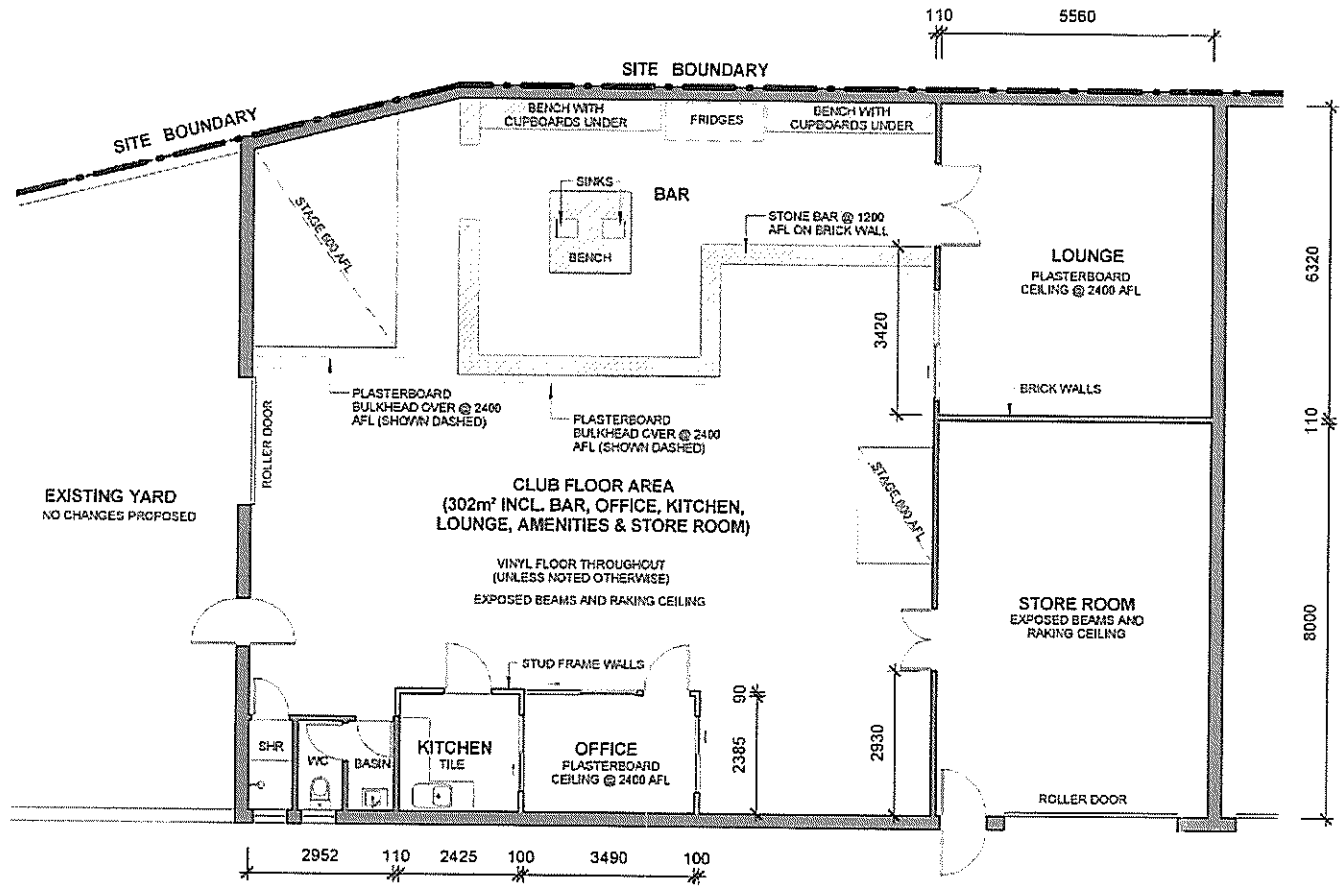 110
5560
SITE BOUNDARY
SITE BOUNDARY
BENCH WITH
CUPBOARDS UNDER
FRIDGES
BENCH WITH
CUPBOARDS UNDER
SINKS
BAR
STAGE 600 AFL
STONE BAR @ 1200
AFL ON BRICK WALL
BENCH
LOUNGE
PLASTERBOARD
CEILING @ 2400 AFL
6320
3420
BRICK WALLS
PLASTERBOARD
BULKHEAD OVER @ 2400
AFL (SHOWN DASHED)
PLASTERBOARD
BULKHEAD OVER @ 2400
AFL (SHOWN DASHED)
110
ROLLER DOOR
EXISTING YARD
NO CHANGES PROPOSED
CLUB FLOOR AREA
(302m² INCL. BAR, OFFICE, KITCHEN,
LOUNGE, AMENITIES & STORE ROOM)
STAGE 600 AFL
VINYL FLOOR THROUGHOUT
(UNLESS NOTED OTHERWISE)
EXPOSED BEAMS AND RAKING CEILING
STORE ROOM
EXPOSED BEAMS AND
RAKING CEILING
8000
STUD FRAME WALLS
90
2385
2930
SHR
WC
BASIN
KITCHEN
TILE
OFFICE
PLASTERBOARD
CEILING @ 2400 AFL
ROLLER DOOR
2952
110
2425
100
3490
100